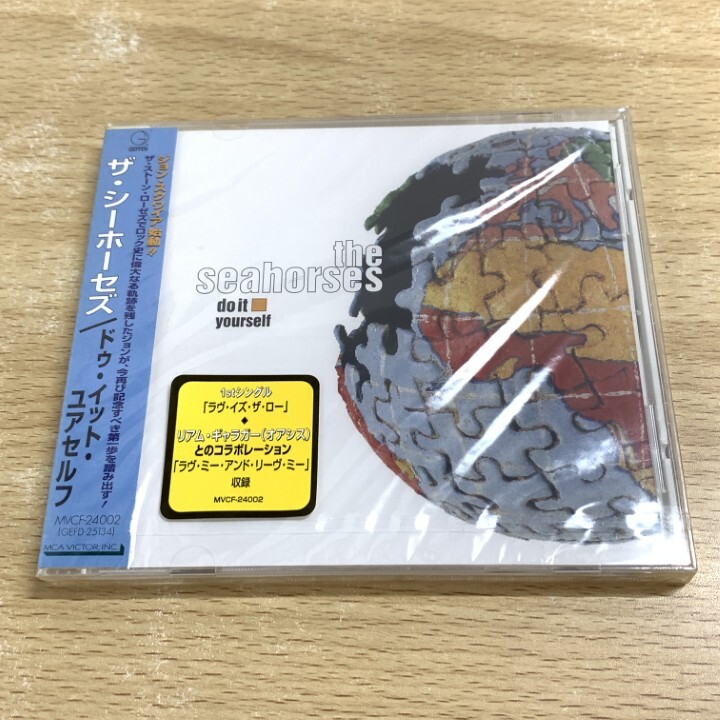 GEFFEN
ザ・シーホーセズ/ドゥ・イット・
ユアセルフ
ジョン・スクワイア始動!!
ザ・ストーン・ローゼズでロック史に偉大なる軌跡を残したジョンが、今再び記念すべき第一歩を踏み出す!
MVCF-24002
[GEFD-25134]
MCA VICTOR, INC.
the
seahorses
do it
yourself
1stシングル
「ラヴ・イズ・ザ・ロー」
◆
リアム・ギャラガー(オアシス)
とのコラボレーション
「ラヴ・ミー・アンド・リーヴ・ミー」
収録
MVCF-24002